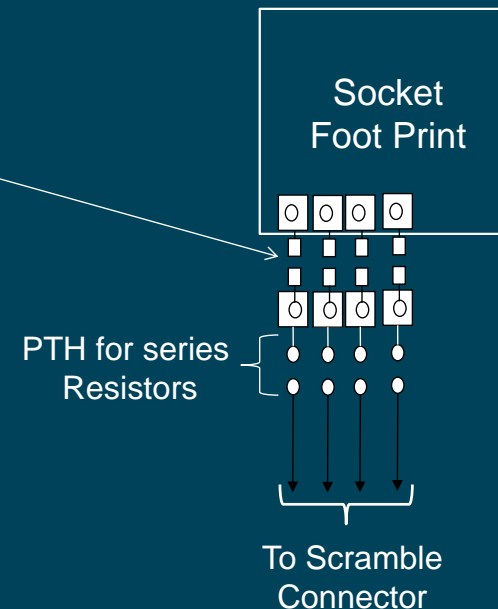 Socket
Foot Print
PTH for series
Resistors
To Scramble
Connector